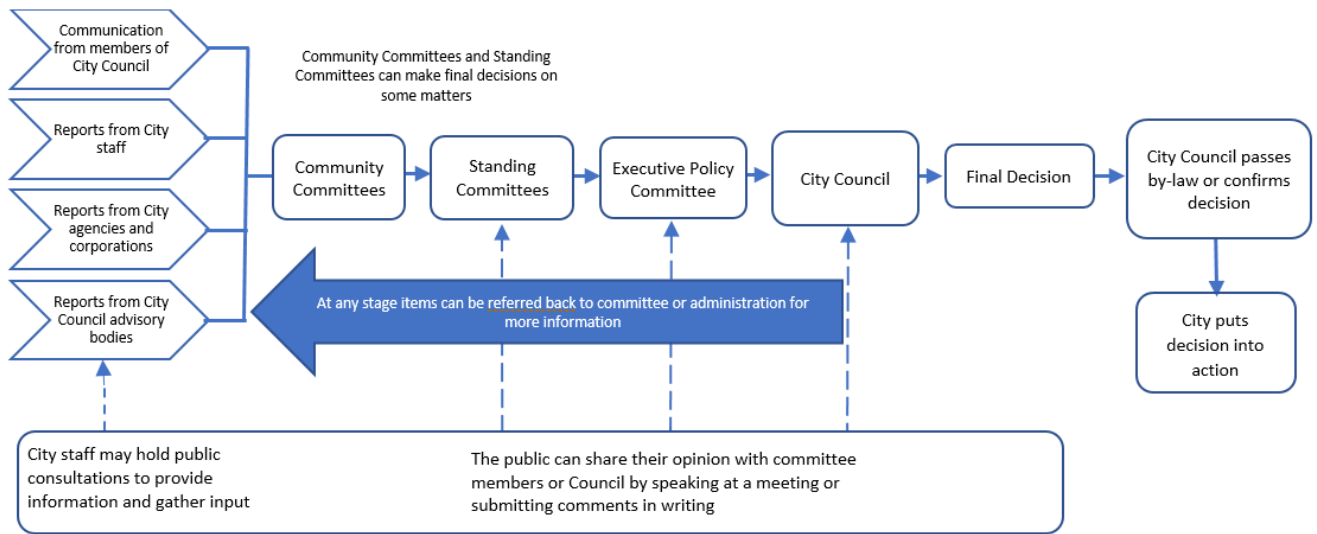 Communication
from members of
City Council
Reports from City
staff
Reports from City
agencies and
corporations
Reports from City
Council advisory
bodies
Community Committees and Standing
Committees can make final decisions on
some matters
Community
Committees
Standing
Committees
Executive Policy
Committee
City Council
Final Decision
City Council passes
by-law or confirms
decision
City puts
decision into
action
At any stage items can be referred back to committee or administration for
more information
City staff may hold public
consultations to provide
information and gather input
The public can share their opinion with committee
members or Council by speaking at a meeting or
submitting comments in writing